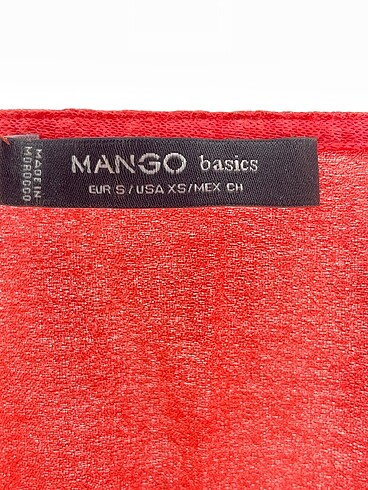 MADE IN
MOROCCO
MANGO basics
EUR S / USA XS / MEX CH